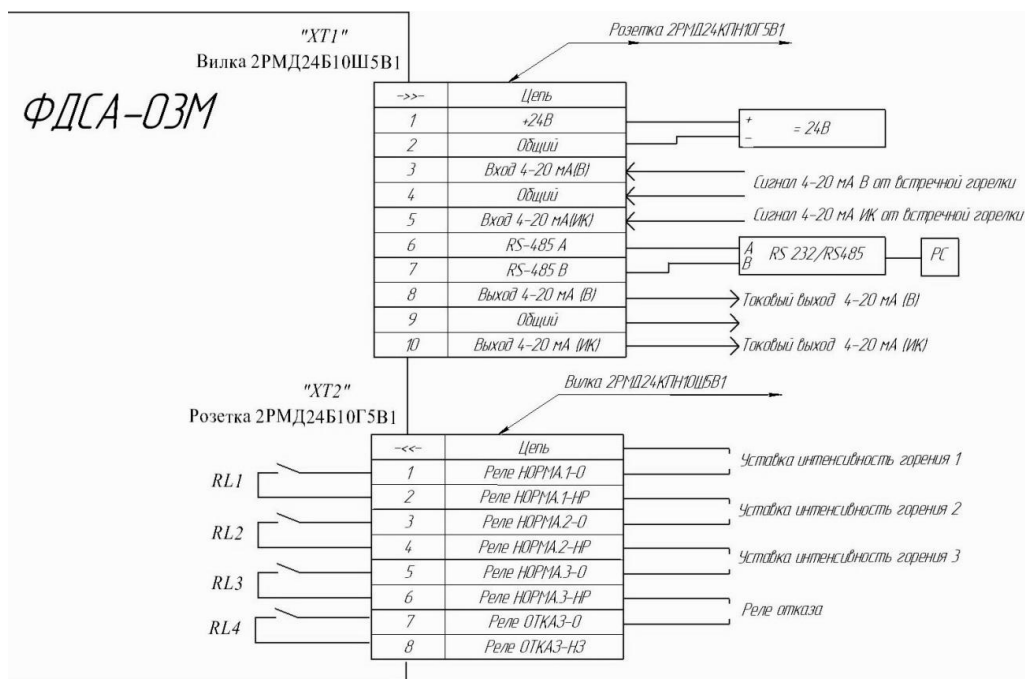 "XT1"
Розетка 2РМД24КПН10Г5В1
Вилка 2РМД24Б10Ш5В1
ФДСА-03М
->>- Цепь
1 +24В
+ = 24В
2 Общий
-
3 Вход 4-20 мА(В)
Сигнал 4-20 мА В от встречной горелки
4 Общий
5 Вход 4-20 мА(ИК)
Сигнал 4-20 мА ИК от встречной горелки
6 RS-485 A
A RS 232/RS485 PC
7 RS-485 B
B
8 Выход 4-20 мА (В)
Токовый выход 4-20 мА (В)
9 Общий
10 Выход 4-20 мА (ИК)
Токовый выход 4-20 мА (ИК)
"XT2"
Вилка 2РМД24КПН10Ш5В1
Розетка 2РМД24Б10Г5В1
-<<- Цепь
Уставка интенсивность горения 1
RL1
1 Реле НОРМА.1-О
2 Реле НОРМА.1-НР
Уставка интенсивность горения 2
RL2
3 Реле НОРМА.2-О
4 Реле НОРМА.2-НР
Уставка интенсивность горения 3
RL3
5 Реле НОРМА.3-О
6 Реле НОРМА.3-НР
Реле отказа
RL4
7 Реле ОТКАЗ-О
8 Реле ОТКАЗ-НЗ